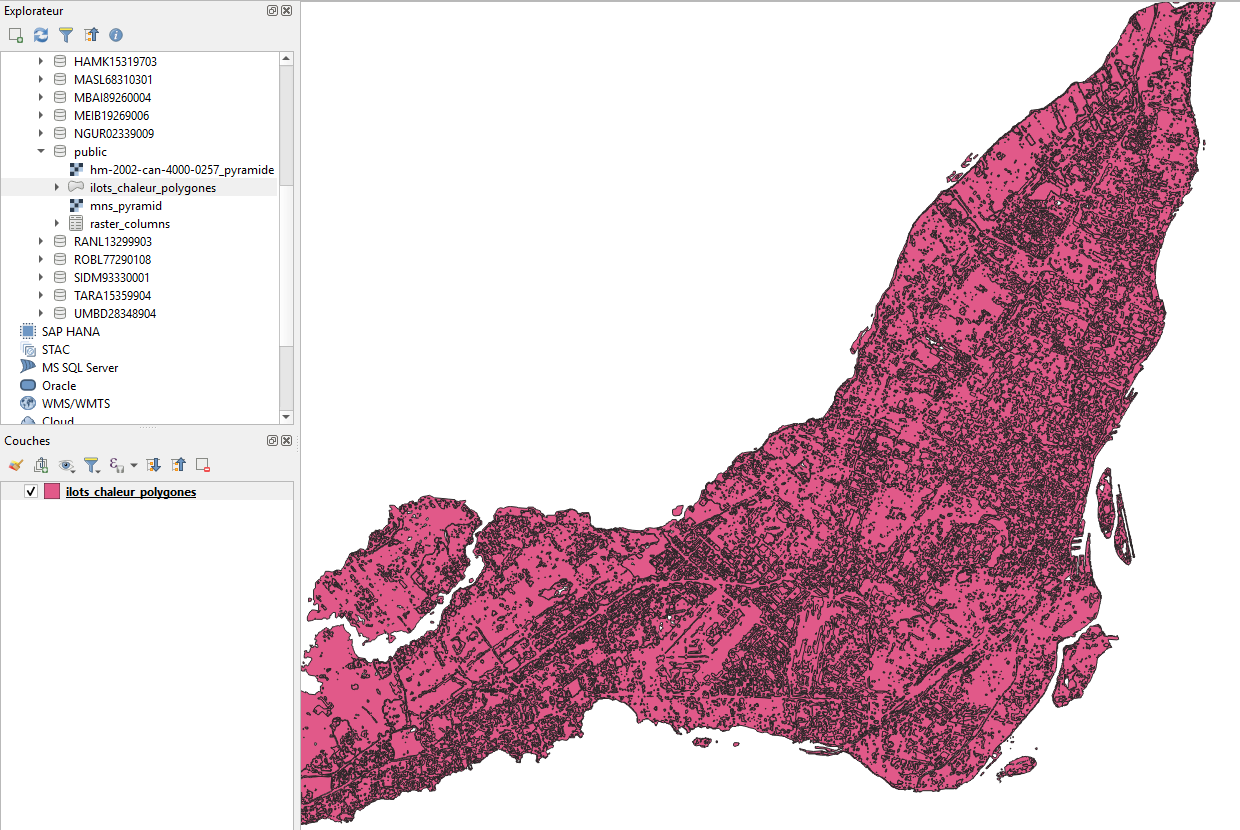 Explorateur
HAMK15319703
MASL68310301
MBAI89260004
MEIB19269006
NGUR02339009
public
hm-2002-can-4000-0257_pyramide
ilots_chaleur_polygones
mns_pyramid
raster_columns
RANL13299903
ROBL77290108
SIDM93330001
TARA15359904
UMBD28348904
SAP HANA
STAC
MS SQL Server
Oracle
WMS/WMTS
Cloud
Couches
ilots_chaleur_polygones